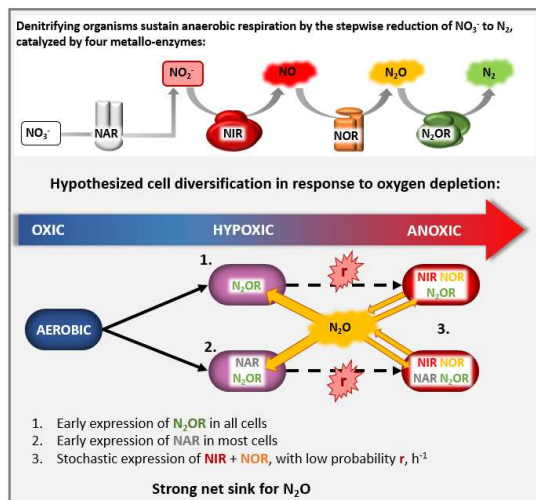 Denitrifying organisms sustain anaerobic respiration by the stepwise reduction of NO₃⁻ to N₂,
catalyzed by four metallo-enzymes:
NO₂⁻ NO N₂O N₂
NO₃⁻ NAR NIR NOR N₂OR
Hypothesized cell diversification in response to oxygen depletion:
OXIC HYPOXIC ANOXIC
1. N₂OR r NIR NOR
N₂OR
AEROBIC N₂O 3.
2. NAR r NIR NOR
N₂OR NAR N₂OR
1. Early expression of N₂OR in all cells
2. Early expression of NAR in most cells
3. Stochastic expression of NIR + NOR, with low probability r, h⁻¹
Strong net sink for N₂O